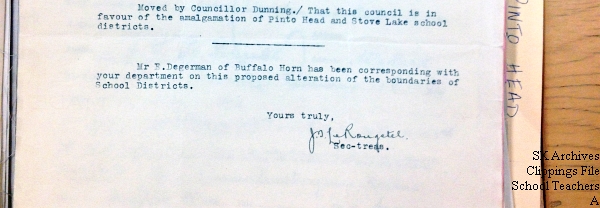 Moved by Councillor Dunning./ That this council is in
favour of the amalgamation of Pinto Head and Stove Lake school
districts.
Mr E.Degerman of Buffalo Horn has been corresponding with
your department on this proposed alteration of the boundaries of
School Districts.
Yours truly,
J S Le Rougetel.
Sec-treas.
PINTO HEAD
SK Archives
Clippings File
School Teachers
A